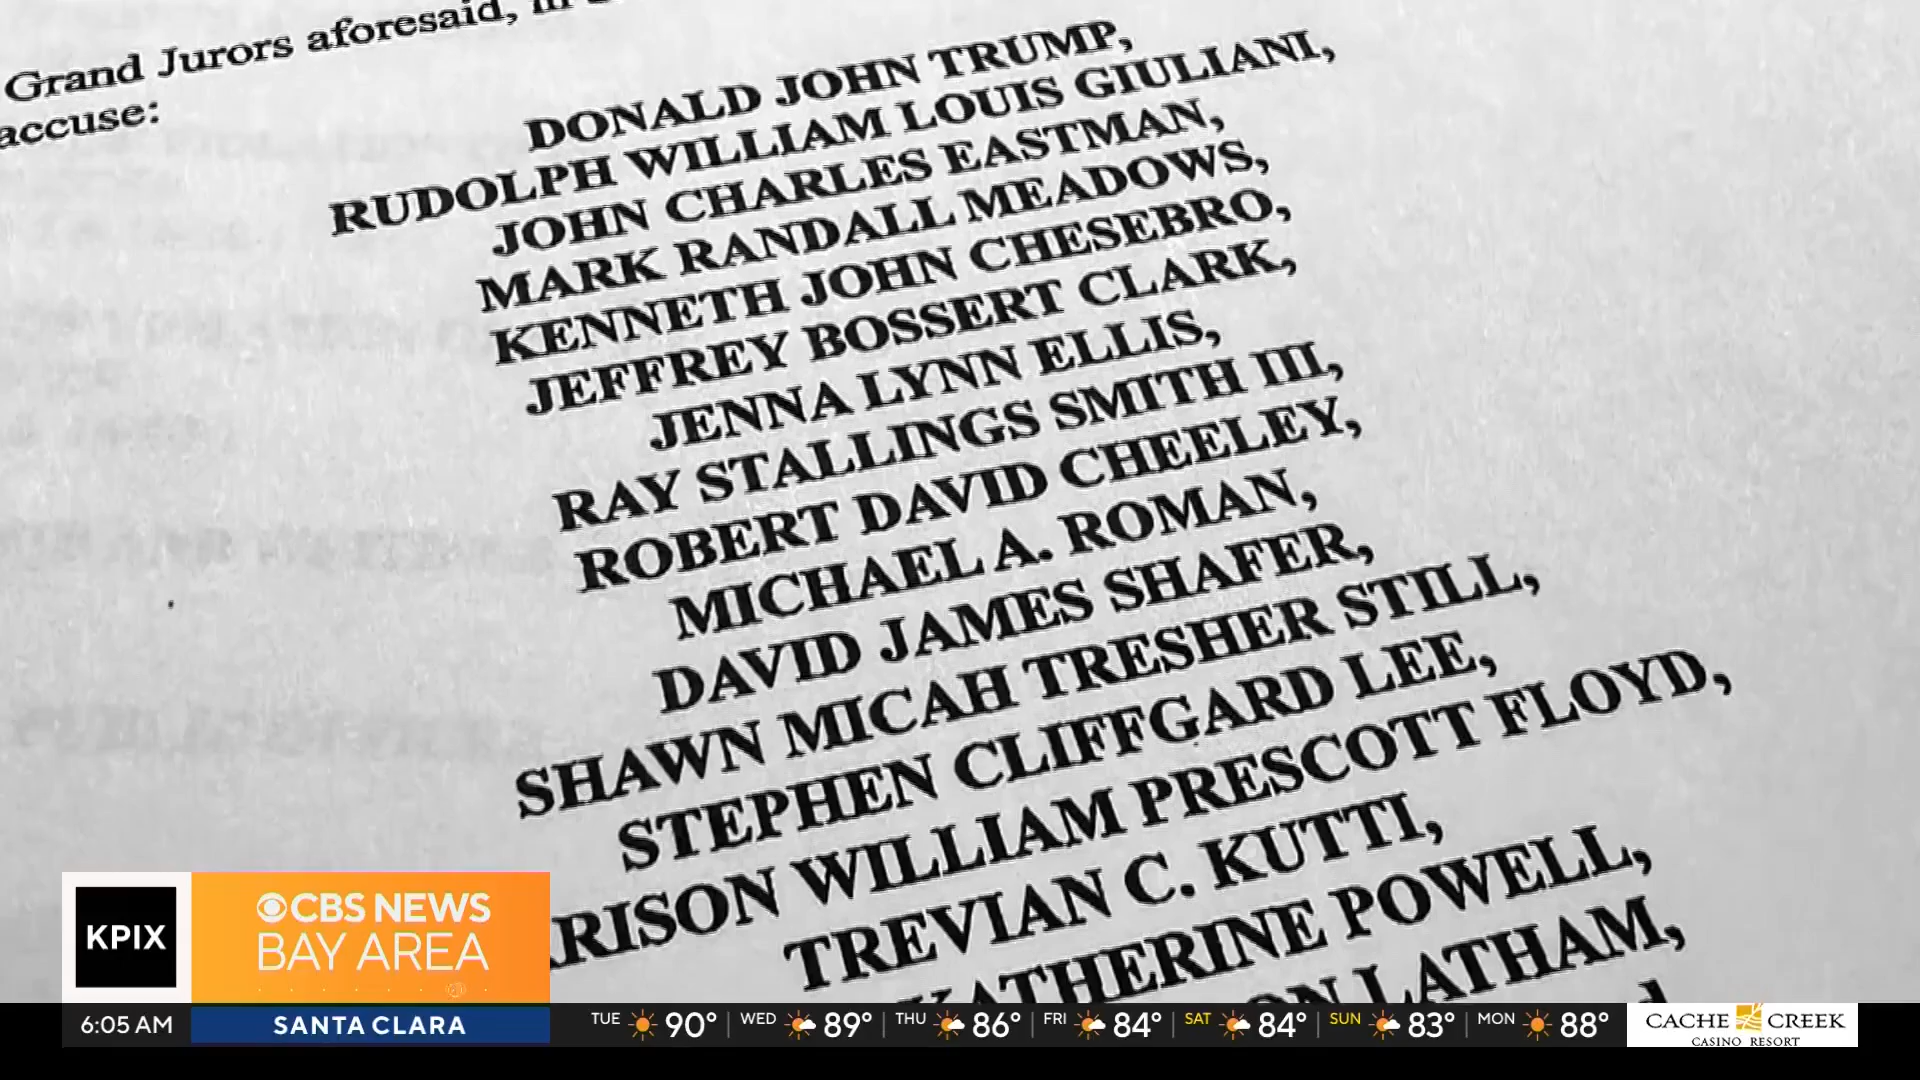 Grand Jurors aforesaid, in
accuse:
DONALD JOHN TRUMP,
RUDOLPH WILLIAM LOUIS GIULIANI,
JOHN CHARLES EASTMAN,
MARK RANDALL MEADOWS,
KENNETH JOHN CHESEBRO,
JEFFREY BOSSERT CLARK,
JENNA LYNN ELLIS,
RAY STALLINGS SMITH III,
ROBERT DAVID CHEELEY,
MICHAEL A. ROMAN,
DAVID JAMES SHAFER,
SHAWN MICAH TRESHER STILL,
STEPHEN CLIFFGARD LEE,
RISON WILLIAM PRESCOTT FLOYD,
TREVIAN C. KUTTI,
KATHERINE POWELL,
ON LATHAM,
KPIX
CBS NEWS
BAY AREA
6:05 AM SANTA CLARA TUE 90° WED 89° THU 86° FRI 84° SAT 84° SUN 83° MON 88°
CACHE CREEK
CASINO RESORT